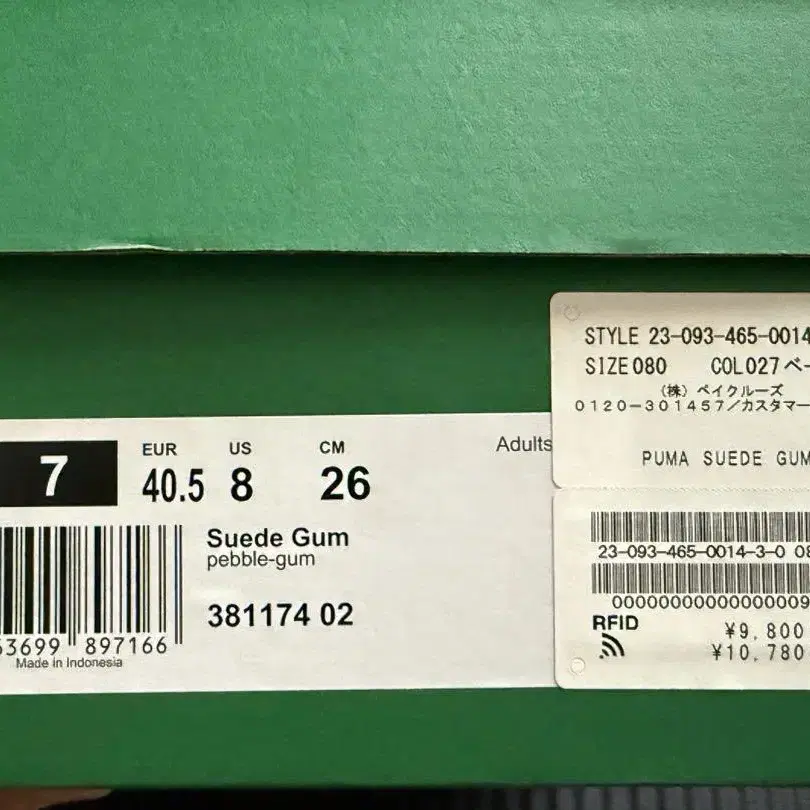 STYLE 23-093-465-0014
SIZE 080 COL 027 ベー
(株) ベイクルーズ
0120-301457/カスタマー
PUMA SUEDE GUM
23-093-465-0014-3-0 08
RFID
¥9,800
¥10,780
7
EUR US CM
40.5 8 26
Adults
Suede Gum
pebble-gum
381174 02
63699 897166
Made in Indonesia